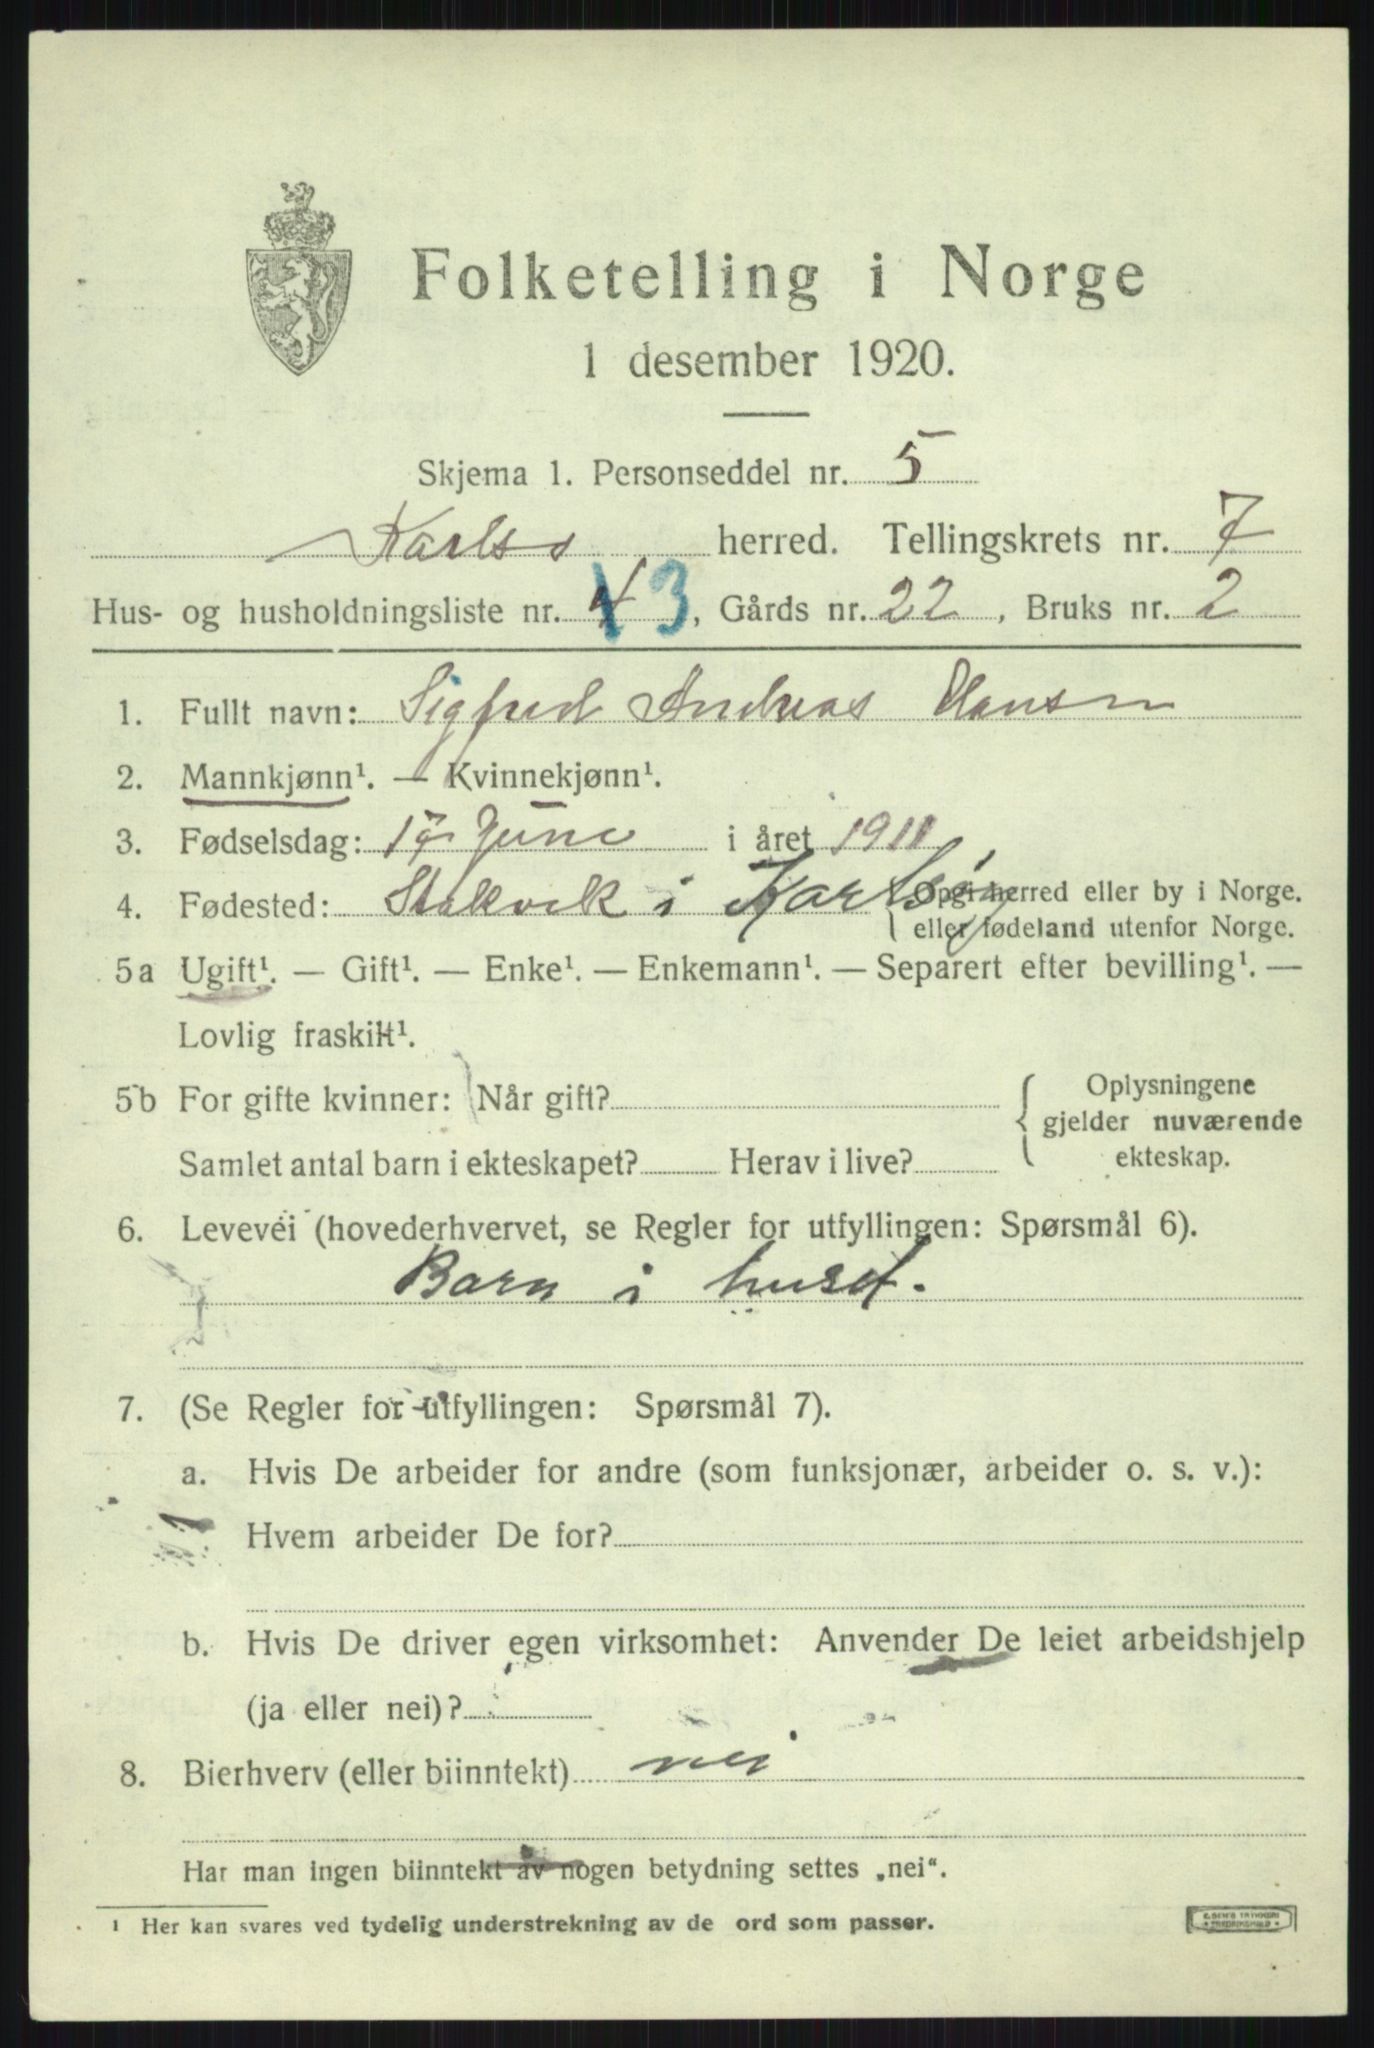 Folketelling i Norge
1 desember 1920.
Skjema 1. Personseddel nr. 5
Karlsø herred. Tellingskrets nr. 7
Hus- og husholdningsliste nr. 3, Gårds nr. 22, Bruks nr. 2
1. Fullt navn: Sigfred Andreas Hansen
2. Mannkjønn¹. — Kvinnekjønn¹.
3. Fødselsdag: Juni i året 1911
4. Fødested: Stakvik i Karlsøy { Opgi herred eller by i Norge.
eller fødeland utenfor Norge.
5a Ugift¹. — Gift¹. — Enke¹. — Enkemann¹. — Separert efter bevilling¹. —
Lovlig fraskilt¹.
5b For gifte kvinner: Når gift? { Oplysningene
gjelder nuværende
Samlet antal barn i ekteskapet? Herav i live? ekteskap.
6. Levevei (hovederhvervet, se Regler for utfyllingen: Spørsmål 6).
Barn i huset.
7. (Se Regler for utfyllingen: Spørsmål 7).
a. Hvis De arbeider for andre (som funksjonær, arbeider o. s. v.):
Hvem arbeider De for?
b. Hvis De driver egen virksomhet: Anvender De leiet arbeidshjelp
(ja eller nei)?
8. Bierhverv (eller biinntekt) nei
Har man ingen biinntekt av nogen betydning settes „nei“.
¹ Her kan svares ved tydelig understrekning av de ord som passer.